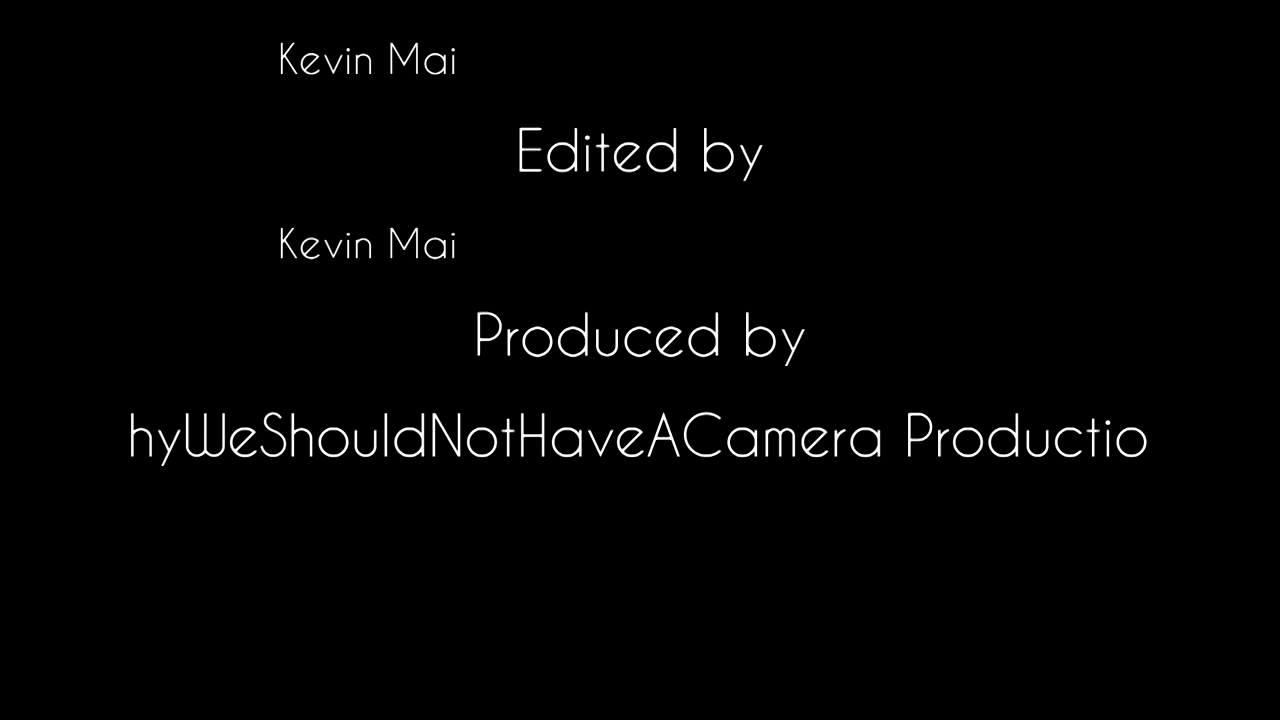 Kevin Mai
Edited by
Kevin Mai
Produced by
hyWeShouldNotHaveACamera Productio